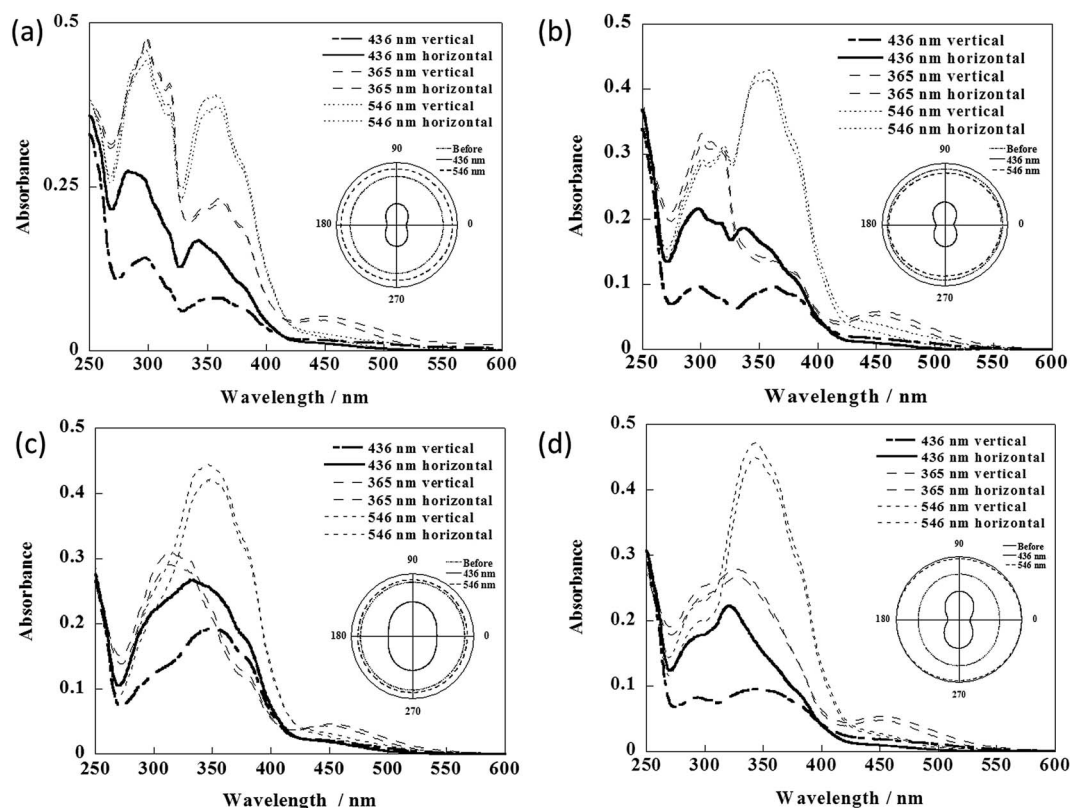 (a)
0.5
0.25
0
Absorbance
250 300 350 400 450 500 550 600
Wavelength / nm
436 nm vertical
436 nm horizontal
365 nm vertical
365 nm horizontal
546 nm vertical
546 nm horizontal
Before
436 nm
546 nm
90
180
0
270
(b)
0.5
0.4
0.3
0.2
0.1
0
Absorbance
250 300 350 400 450 500 550 600
Wavelength / nm
436 nm vertical
436 nm horizontal
365 nm vertical
365 nm horizontal
546 nm vertical
546 nm horizontal
Before
436 nm
546 nm
90
180
0
270
(c)
0.5
0.4
0.3
0.2
0.1
0
Absorbance
250 300 350 400 450 500 550 600
Wavelength / nm
436 nm vertical
436 nm horizontal
365 nm vertical
365 nm horizontal
546 nm vertical
546 nm horizontal
Before
436 nm
546 nm
90
180
0
270
(d)
0.5
0.4
0.3
0.2
0.1
0
Absorbance
250 300 350 400 450 500 550 600
Wavelength / nm
436 nm vertical
436 nm horizontal
365 nm vertical
365 nm horizontal
546 nm vertical
546 nm horizontal
Before
436 nm
546 nm
90
180
0
270